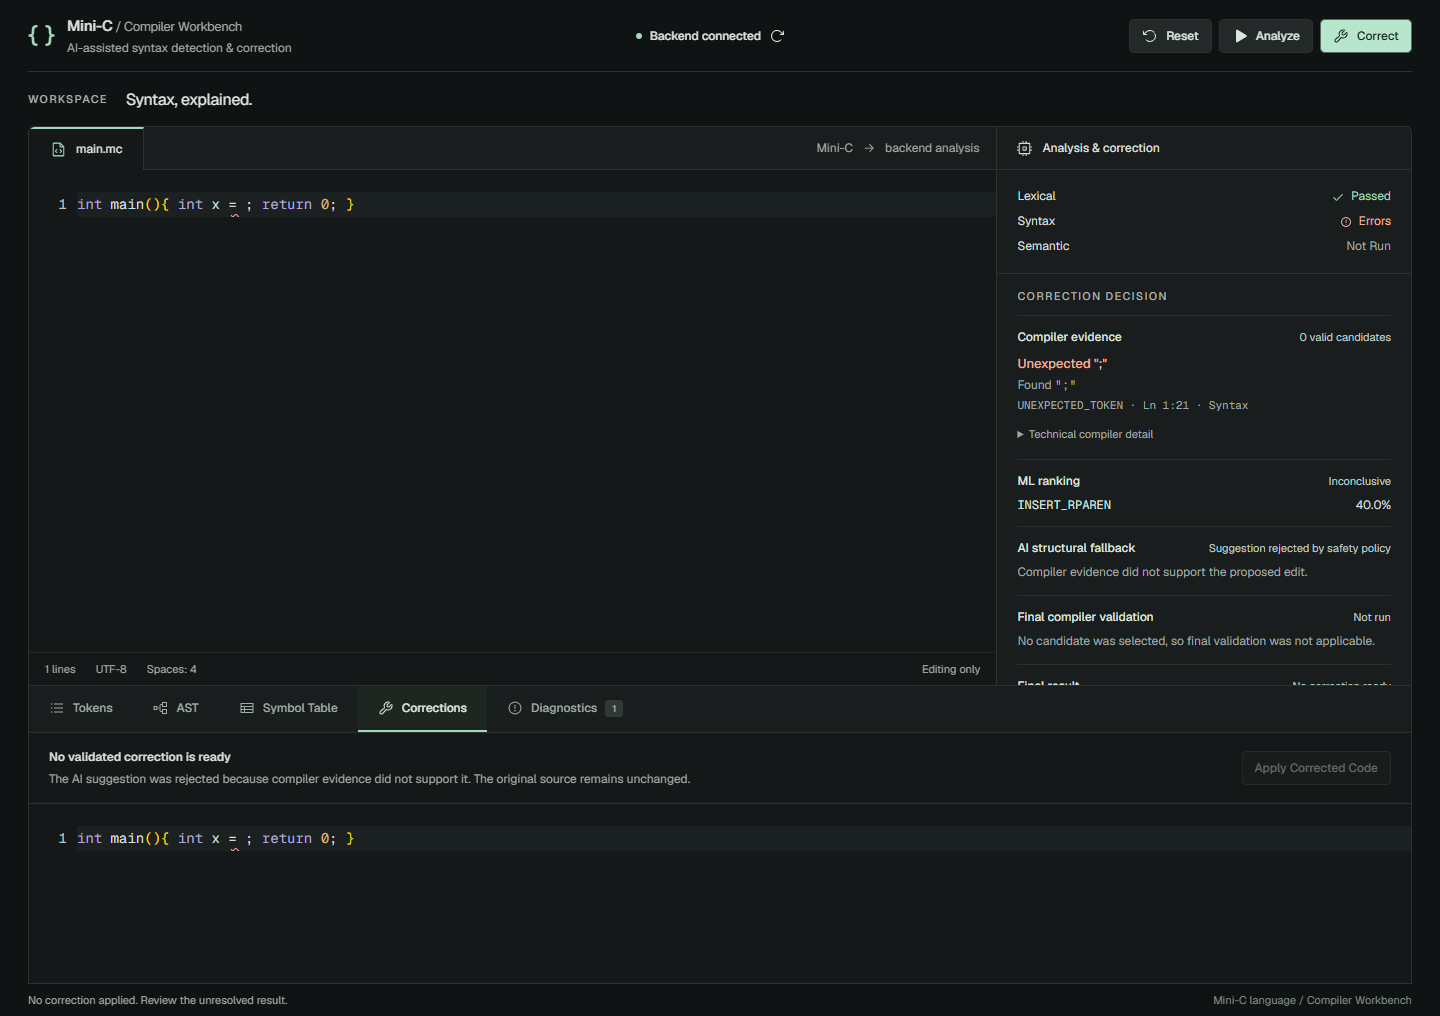 { } Mini-C / Compiler Workbench
AI-assisted syntax detection & correction
Backend connected
Reset
Analyze
Correct
WORKSPACE Syntax, explained.
main.mc
Mini-C → backend analysis
1 int main(){ int x = ; return 0; }
1 lines UTF-8 Spaces: 4
Editing only
Analysis & correction
Lexical Passed
Syntax Errors
Semantic Not Run
CORRECTION DECISION
Compiler evidence 0 valid candidates
Unexpected ";"
Found ";"
UNEXPECTED_TOKEN · Ln 1:21 · Syntax
Technical compiler detail
ML ranking Inconclusive
INSERT_RPAREN 40.0%
AI structural fallback Suggestion rejected by safety policy
Compiler evidence did not support the proposed edit.
Final compiler validation Not run
No candidate was selected, so final validation was not applicable.
Final result No correction ready
Tokens AST Symbol Table Corrections Diagnostics 1
No validated correction is ready
The AI suggestion was rejected because compiler evidence did not support it. The original source remains unchanged.
Apply Corrected Code
1 int main(){ int x = ; return 0; }
No correction applied. Review the unresolved result.
Mini-C language / Compiler Workbench